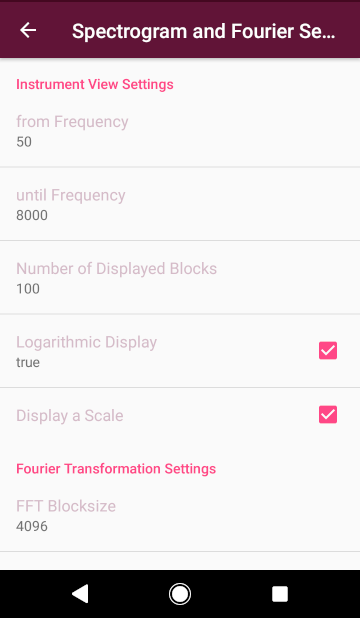 Spectrogram and Fourier Se...
Instrument View Settings
from Frequency
50
until Frequency
8000
Number of Displayed Blocks
100
Logarithmic Display
true
Display a Scale
Fourier Transformation Settings
FFT Blocksize
4096